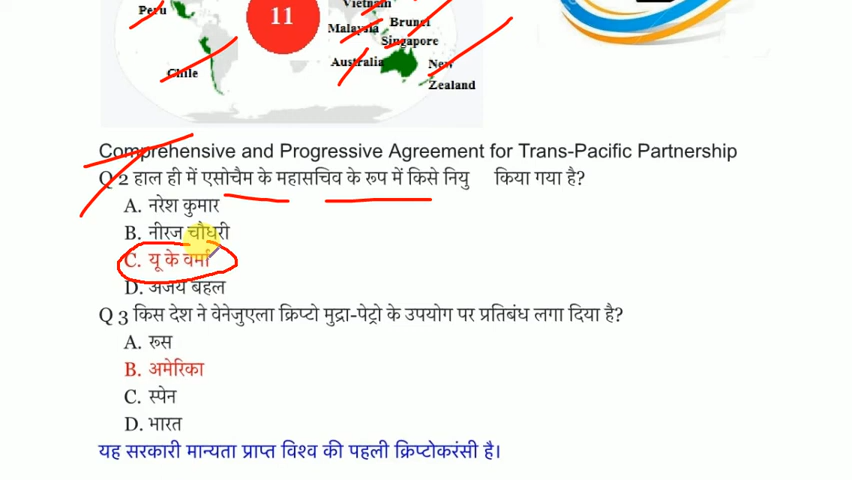 Peru
Vietnam
11
Brunei
Malaysia
Singapore
Chile
Australia
New
Zealand
Comprehensive and Progressive Agreement for Trans-Pacific Partnership
Q 2 हाल ही में एसोचैम के महासचिव के रूप में किसे नियु किया गया है?
A. नरेश कुमार
B. नीरज चौधरी
C. यू के वर्मा
D. अजय बहल
Q 3 किस देश ने वेनेजुएला क्रिप्टो मुद्रा-पेट्रो के उपयोग पर प्रतिबंध लगा दिया है?
A. रूस
B. अमेरिका
C. स्पेन
D. भारत
यह सरकारी मान्यता प्राप्त विश्व की पहली क्रिप्टोकरंसी है।